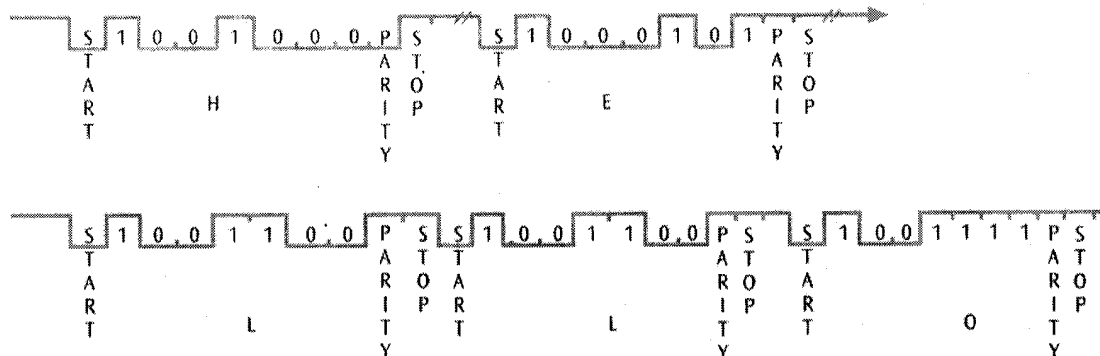 START 1 0 0 1 0 0 0 PARITY STOP START 1 0 0 0 1 0 1 PARITY STOP
H E
START 1 0 0 1 1 0 0 PARITY STOP START 1 0 0 1 1 0 0 PARITY STOP START 1 0 0 1 1 1 1 PARITY STOP
L L O